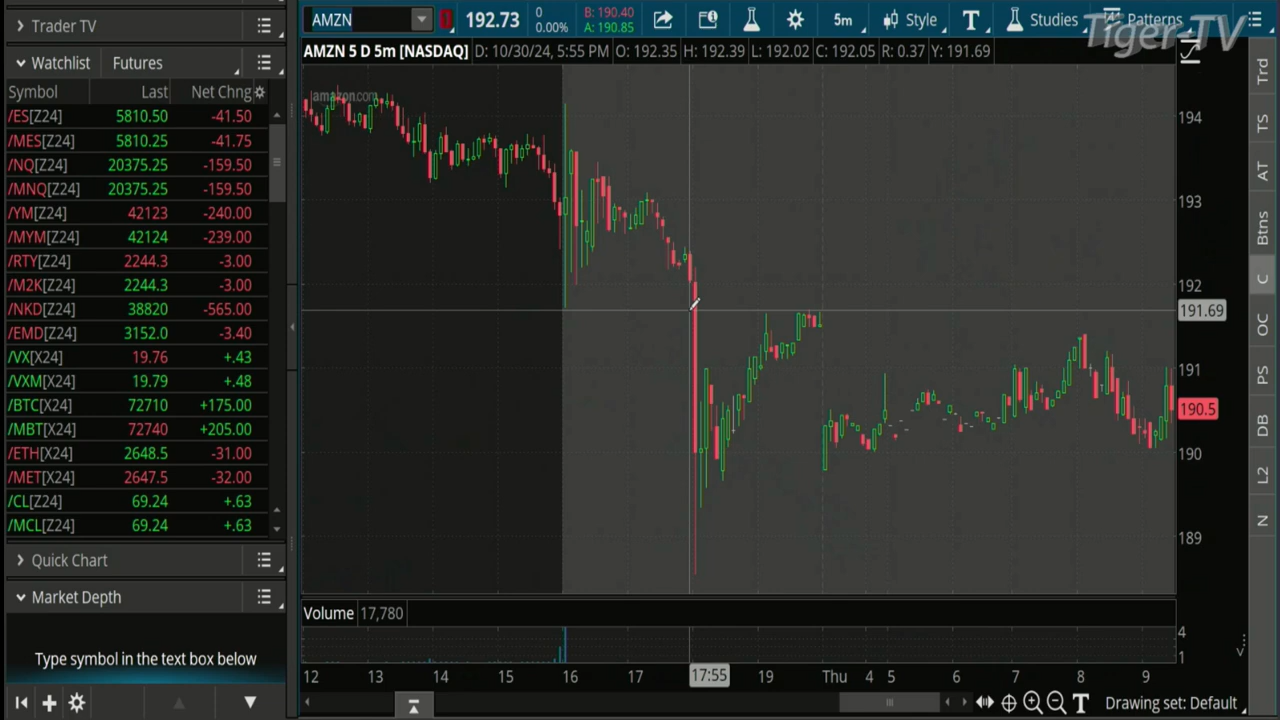 Trader TV
Watchlist Futures
Symbol Last Net Chng
/ES[Z24] 5810.50 -41.50
/MES[Z24] 5810.25 -41.75
/NQ[Z24] 20375.25 -159.50
/MNQ[Z24] 20375.25 -159.50
/YM[Z24] 42123 -240.00
/MYM[Z24] 42124 -239.00
/RTY[Z24] 2244.3 -3.00
/M2K[Z24] 2244.3 -3.00
/NKD[Z24] 38820 -565.00
/EMD[Z24] 3152.0 -3.40
/VX[X24] 19.76 +.43
/VXM[X24] 19.79 +.48
/BTC[X24] 72710 +175.00
/MBT[X24] 72740 +205.00
/ETH[X24] 2648.5 -31.00
/MET[X24] 2647.5 -32.00
/CL[Z24] 69.24 +.63
/MCL[Z24] 69.24 +.63
Quick Chart
Market Depth
Type symbol in the text box below
AMZN 192.73 0 B: 190.40
0.00% A: 190.85
5m Style T Studies Patterns
Tiger-TV
AMZN 5 D 5m [NASDAQ] D: 10/30/24, 5:55 PM O: 192.35 H: 192.39 L: 192.02 C: 192.05 R: 0.37 Y: 191.69
amazon.com
194
193
192
191.69
191
190.5
190
189
Volume 17,780
4
1
12 13 14 15 16 17 17:55 19 Thu 4 5 6 7 8 9
T Drawing set: Default
Trd
TS
AT
Btns
C
OC
PS
DB
L2
N